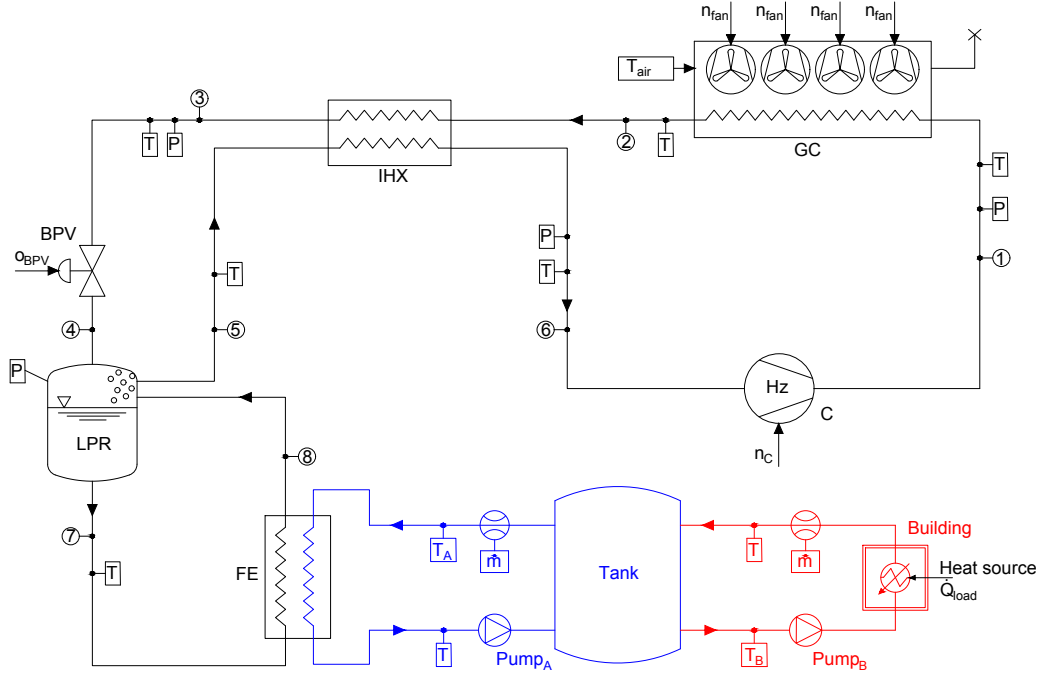 n_fan n_fan n_fan n_fan
T_air
3
T P
2
T
GC
IHX
T
P
1
BPV
o_BPV
P
T
T
4
5
6
P
LPR
Hz
C
n_C
8
7
T
FE
T_A
ṁ
T
ṁ
Building
Tank
Heat source
Q̇_load
T
Pump_A
T_B
Pump_B